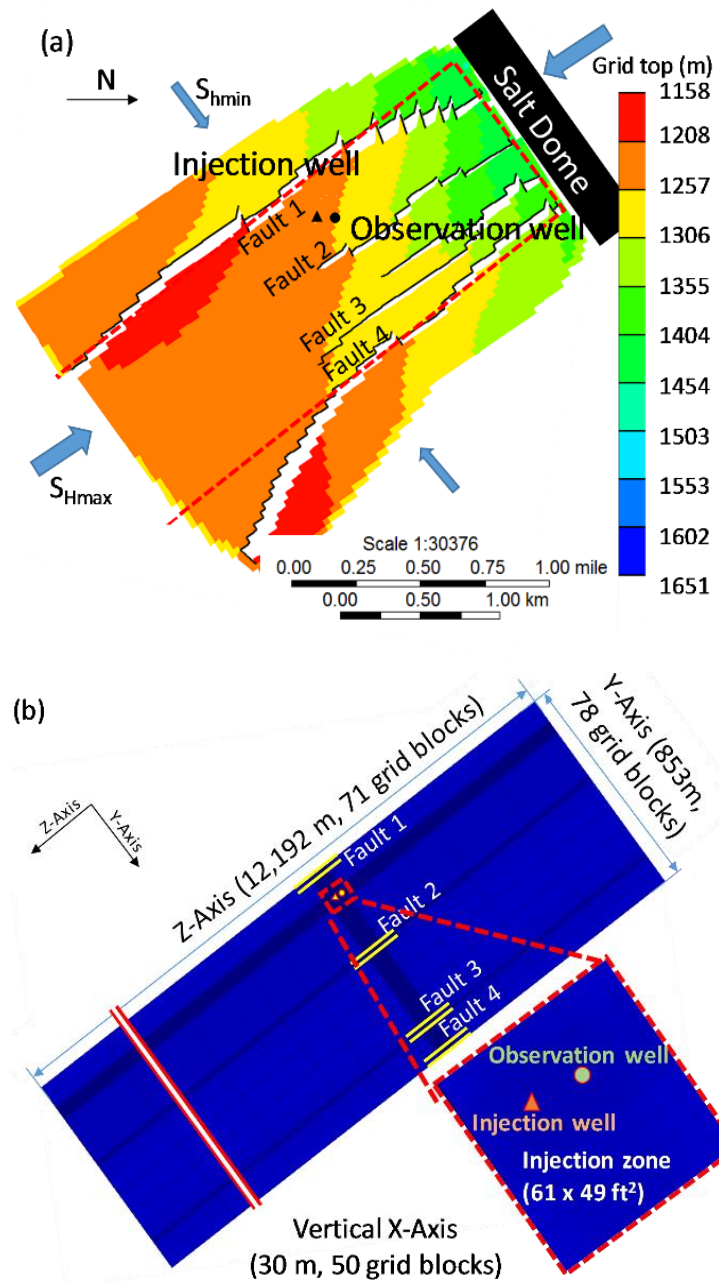 (a)
N
S_hmin
Salt Dome
Grid top (m)
1158
1208
1257
1306
1355
1404
1454
1503
1553
1602
1651
Injection well
Fault 1
Observation well
Fault 2
Fault 3
Fault 4
S_Hmax
Scale 1:30376
0.00 0.25 0.50 0.75 1.00 mile
0.00 0.50 1.00 km
(b)
Z-Axis
Y-Axis
Z-Axis (12,192 m, 71 grid blocks)
Y-Axis (853m,
78 grid blocks)
Fault 1
Fault 2
Fault 3
Fault 4
Observation well
Injection well
Injection zone
(61 x 49 ft²)
Vertical X-Axis
(30 m, 50 grid blocks)